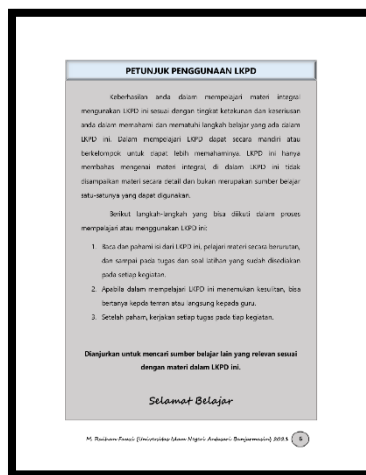 PETUNJUK PENGGUNAAN LKPD
Keberhasilan anda dalam mempelajari materi integral
mengunakan LKPD ini sesuai dengan tingkat ketekunan dan keseriusan
anda dalam memahami dan mematuhi langkah belajar yang ada dalam
LKPD ini. Dalam mempelajari LKPD dapat secara mandiri atau
berkelompok untuk dapat lebih memahaminya. LKPD ini hanya
membahas mengenai materi integral, di dalam LKPD ini tidak
disampaikan materi secara detail dan bukan merupakan sumber belajar
satu-satunya yang dapat digunakan.
Berikut langkah-langkah yang bisa diikuti dalam proses
mempelajari atau menggunakan LKPD ini:
1. Baca dan pahami isi dari LKPD ini, pelajari materi secara berurutan,
dan sampai pada tugas dan soal latihan yang sudah disediakan
pada setiap kegiatan.
2. Apabila dalam mempelajari LKPD ini menemukan kesulitan, bisa
bertanya kepda teman atau langsung kepada guru.
3. Setelah paham, kerjakan setiap tugas pada tiap kegiatan.
Dianjurkan untuk mencari sumber belajar lain yang relevan sesuai
dengan materi dalam LKPD ini.
Selamat Belajar
M. Raihan Fauzi (Universitas Islam Negeri Antasari Banjarmasin) 2023